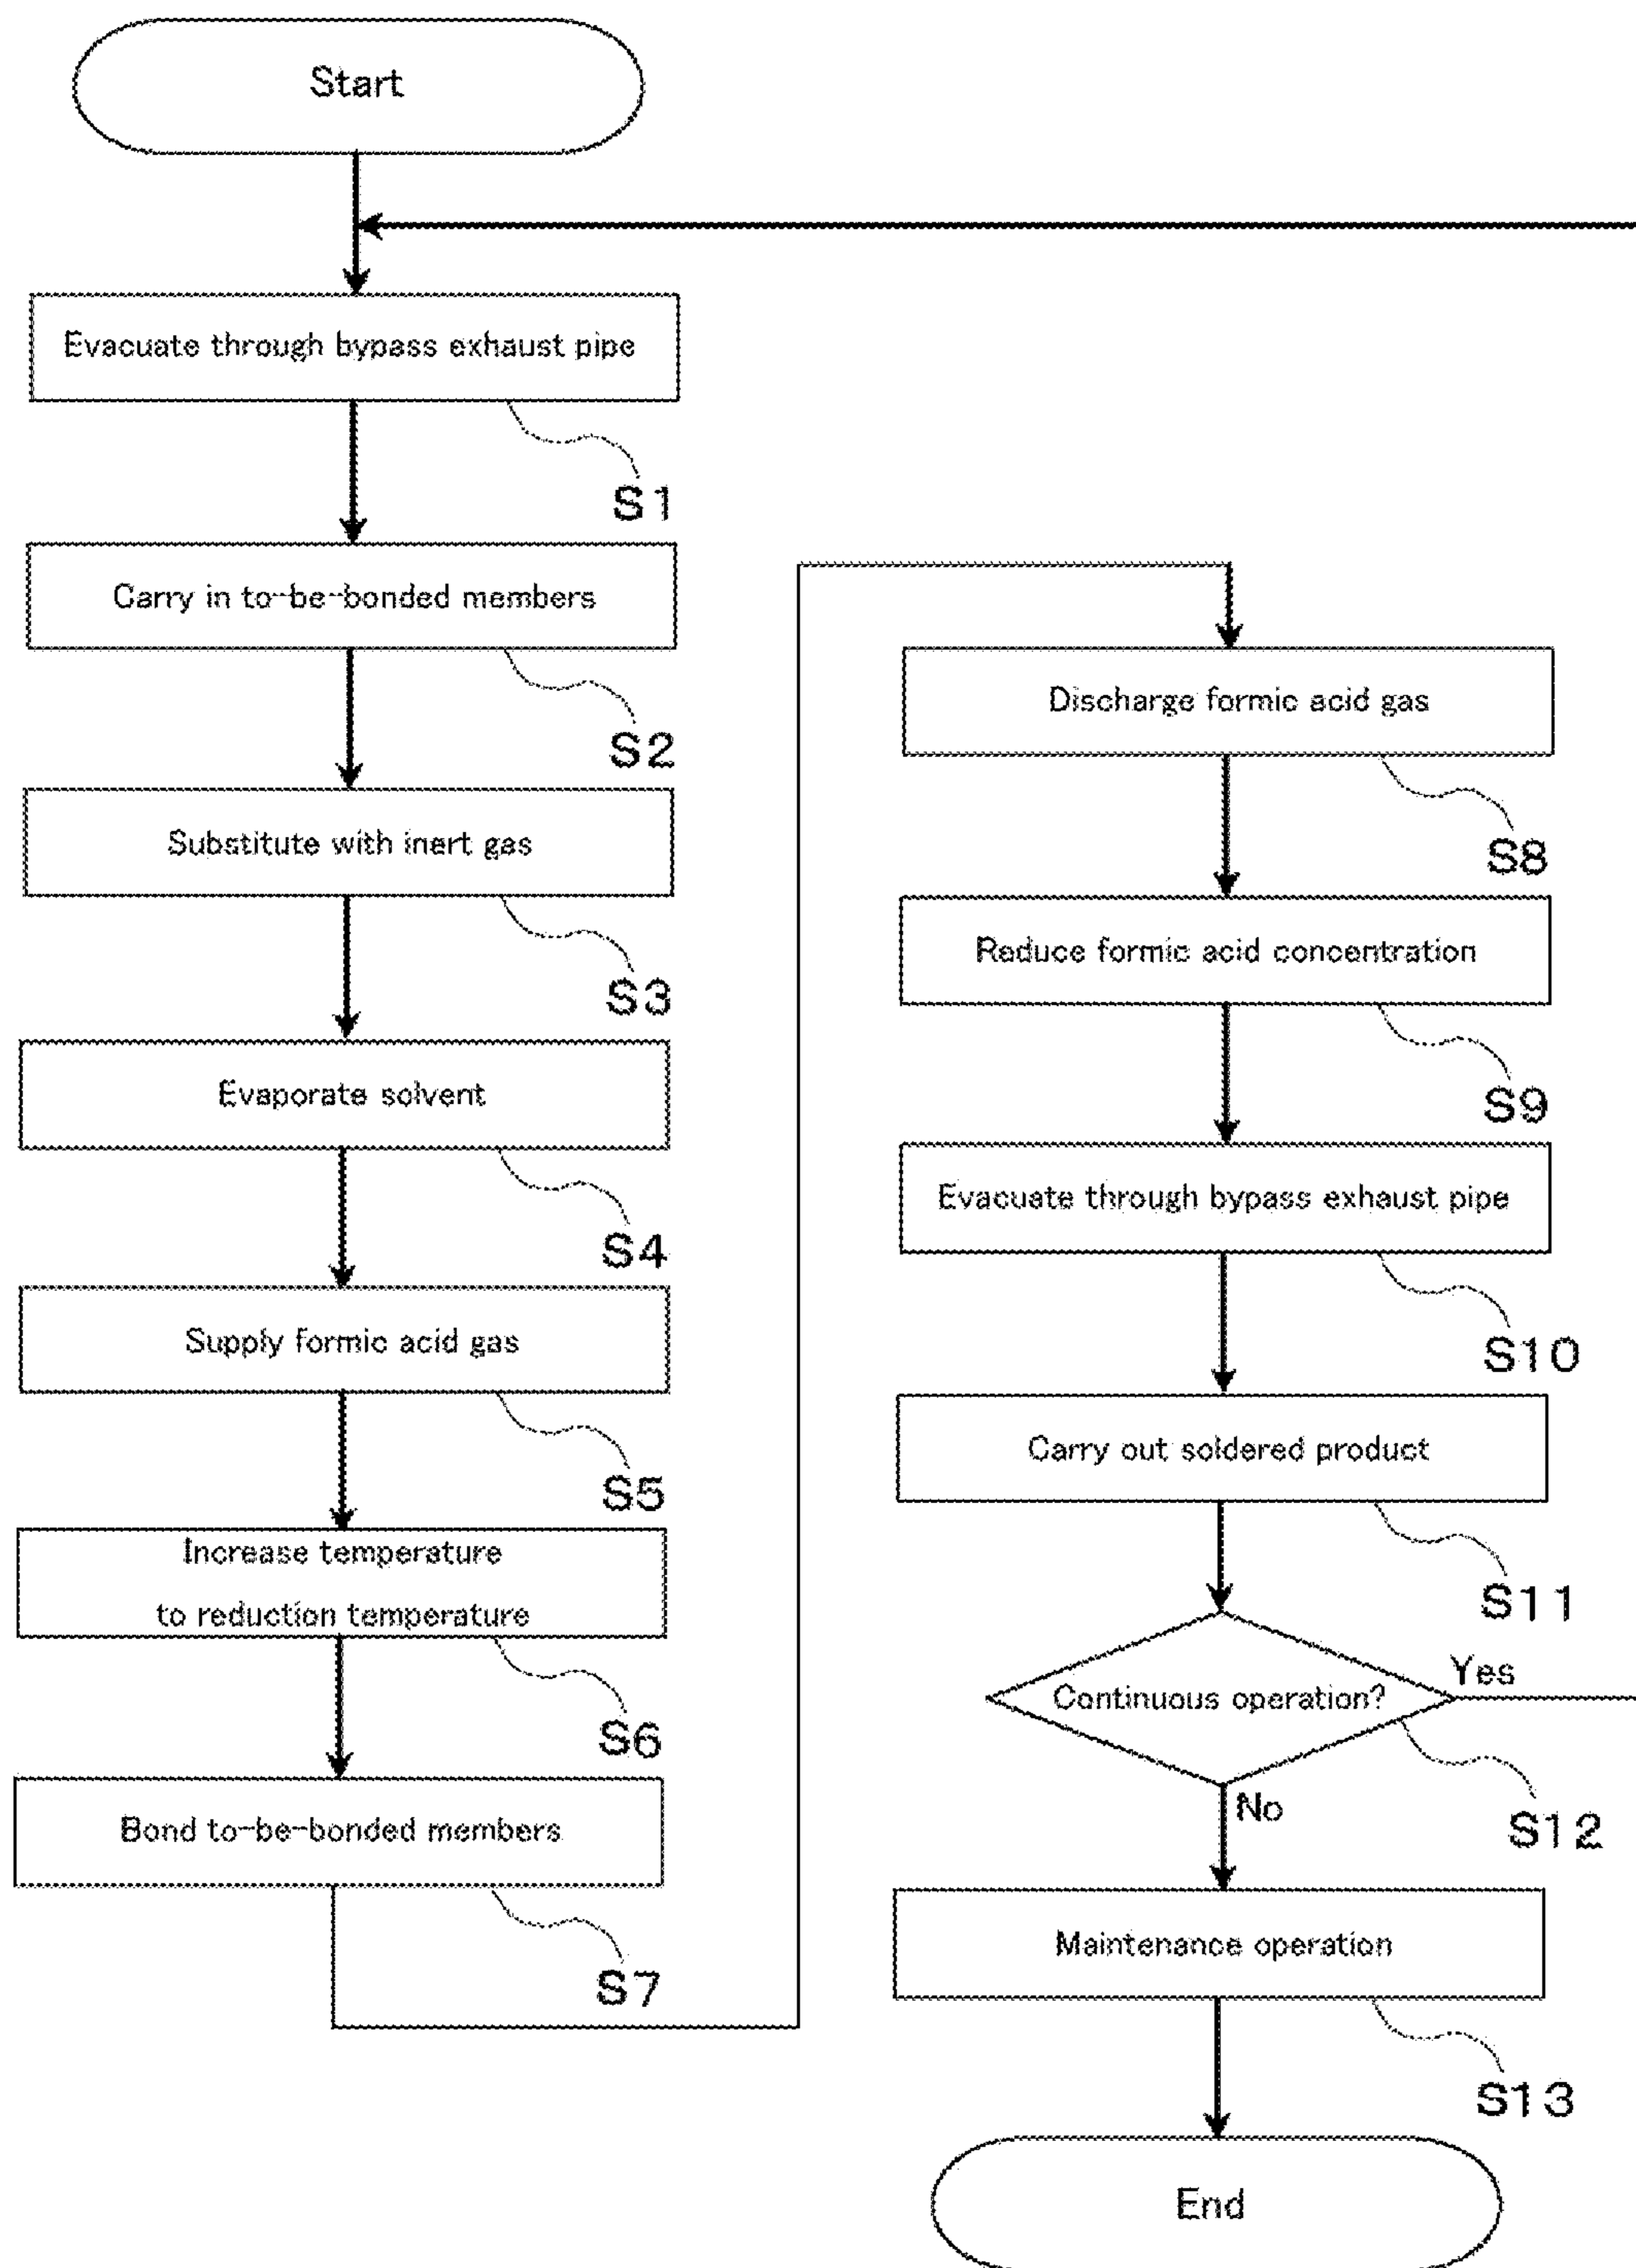 Start
Evacuate through bypass exhaust pipe
S1
Carry in to-be-bonded members
S2
Substitute with inert gas
S3
Evaporate solvent
S4
Supply formic acid gas
S5
Increase temperature
to reduction temperature
S6
Bond to-be-bonded members
S7
Discharge formic acid gas
S8
Reduce formic acid concentration
S9
Evacuate through bypass exhaust pipe
S10
Carry out soldered product
S11
Continuous operation?
Yes
S12
No
Maintenance operation
S13
End